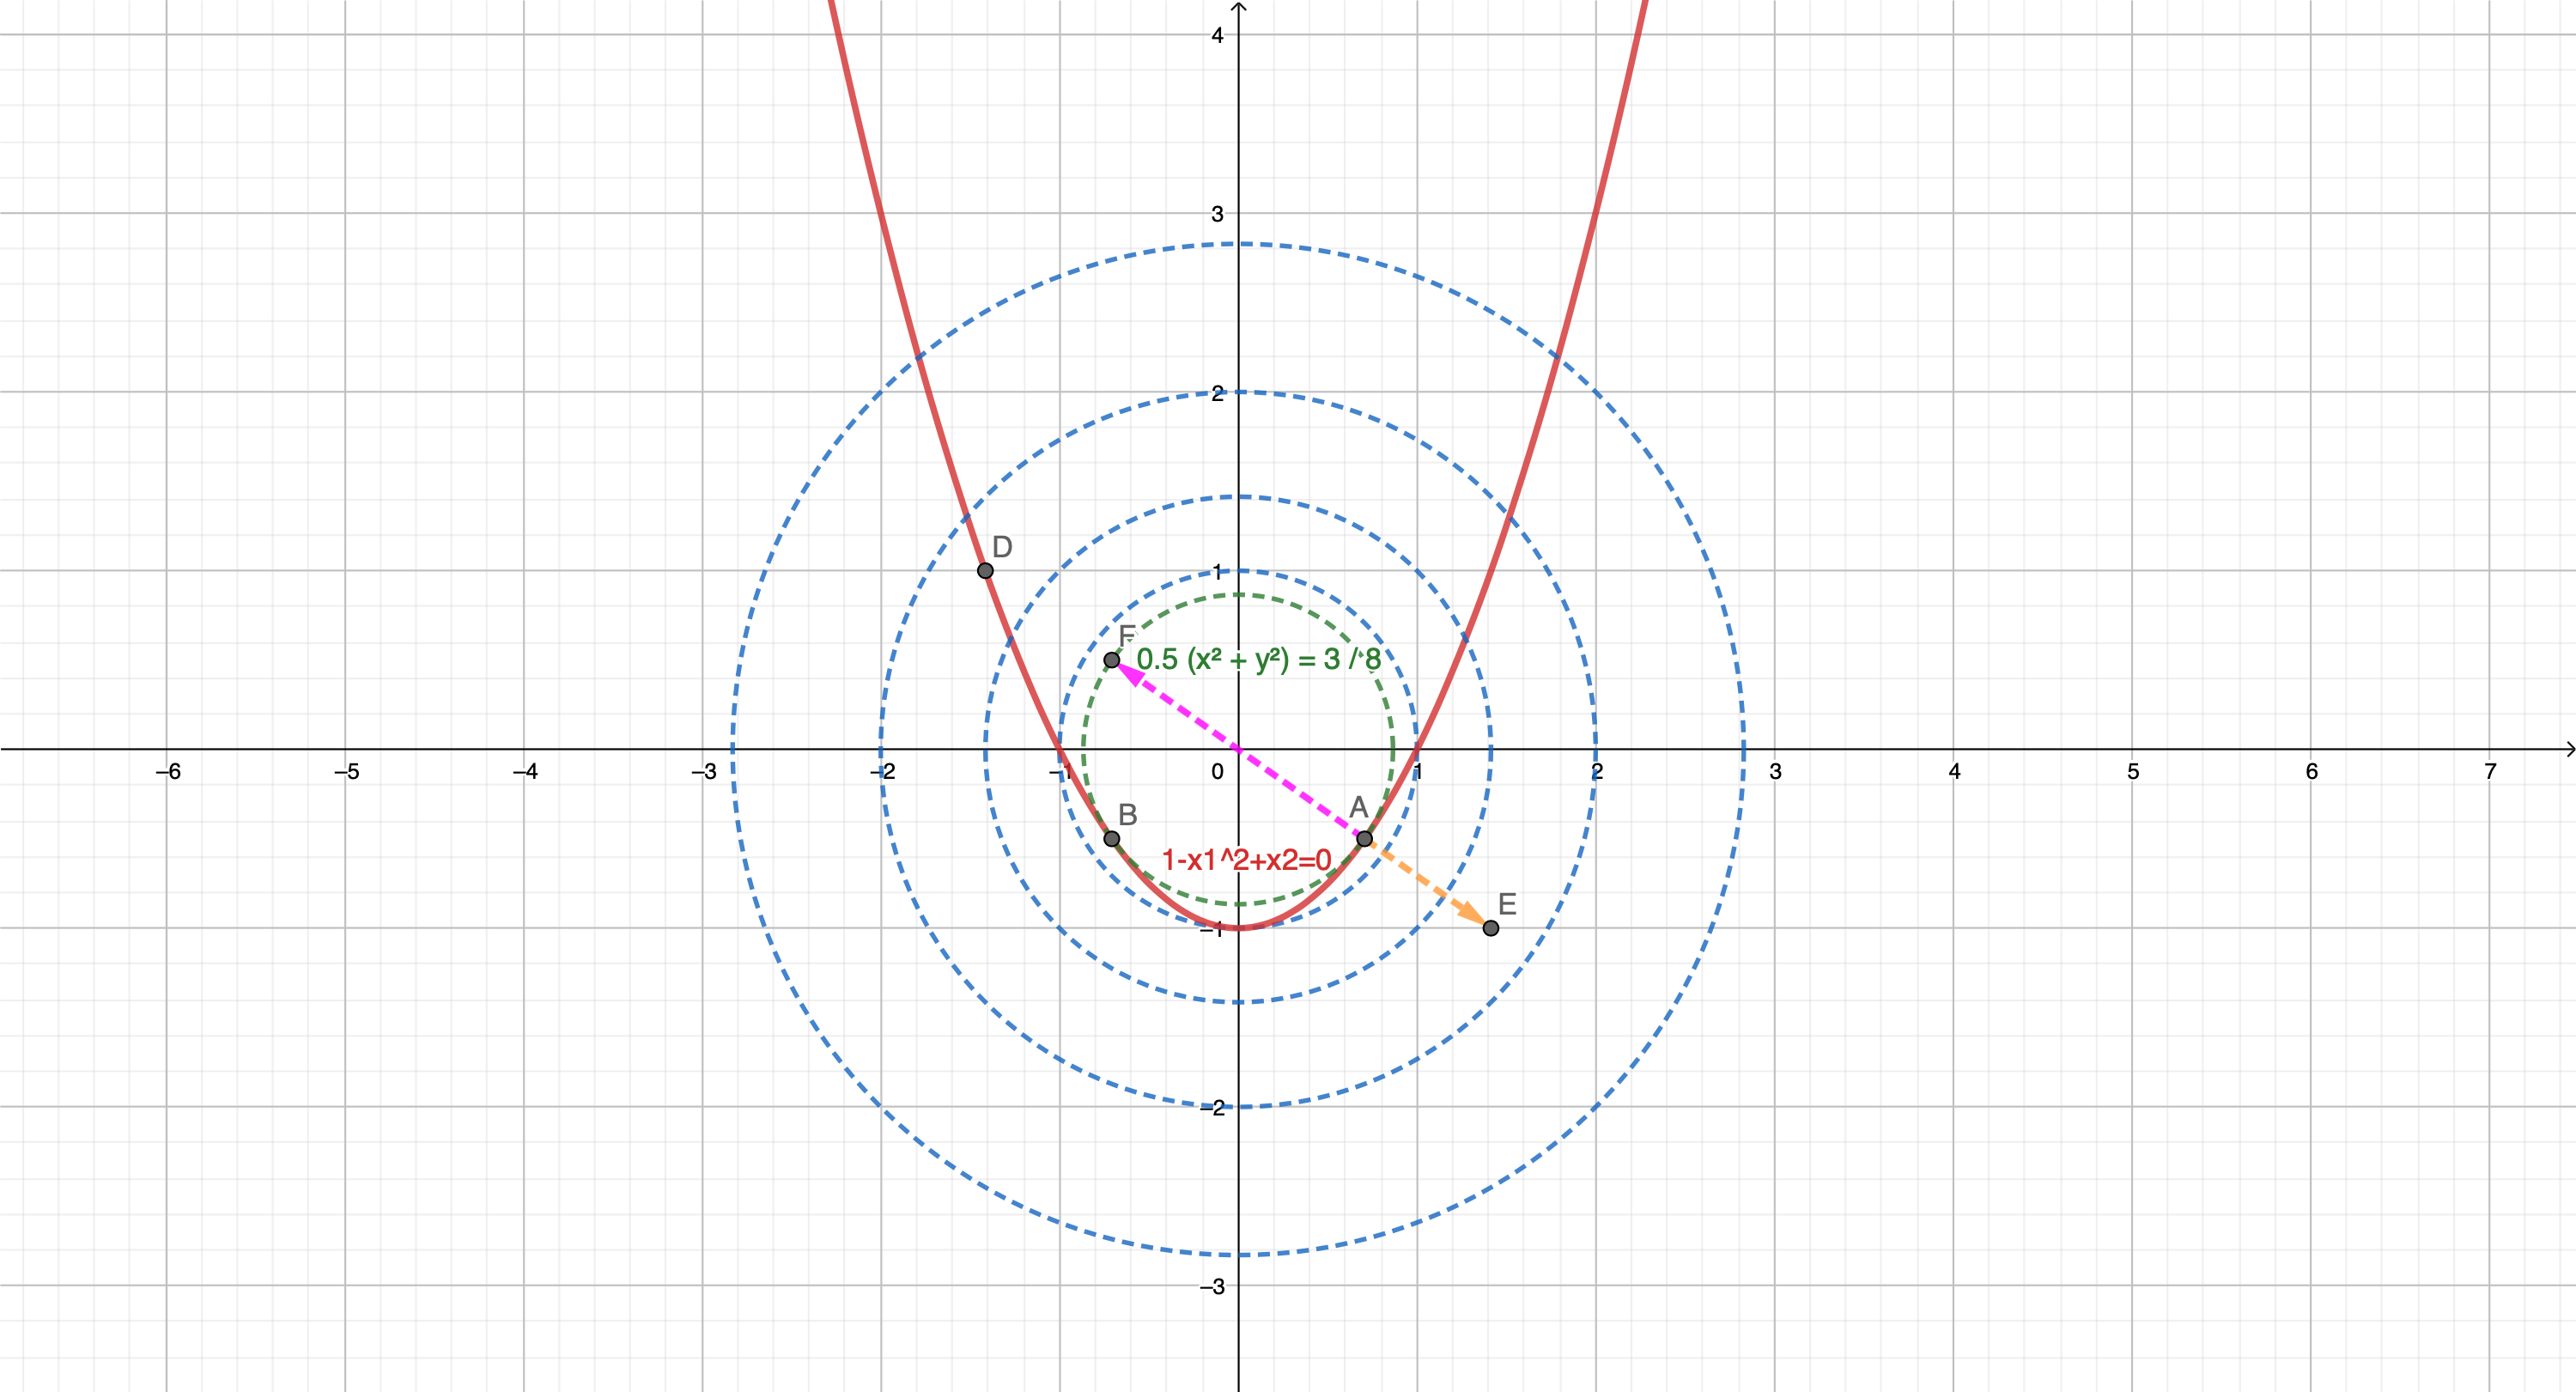 4
3
2
D
1
F
0.5 (x² + y²) = 3 / 8
–6 –5 –4 –3 –2 –1 0 1 2 3 4 5 6 7
B A
1-x1^2+x2=0
E
–1
–2
–3